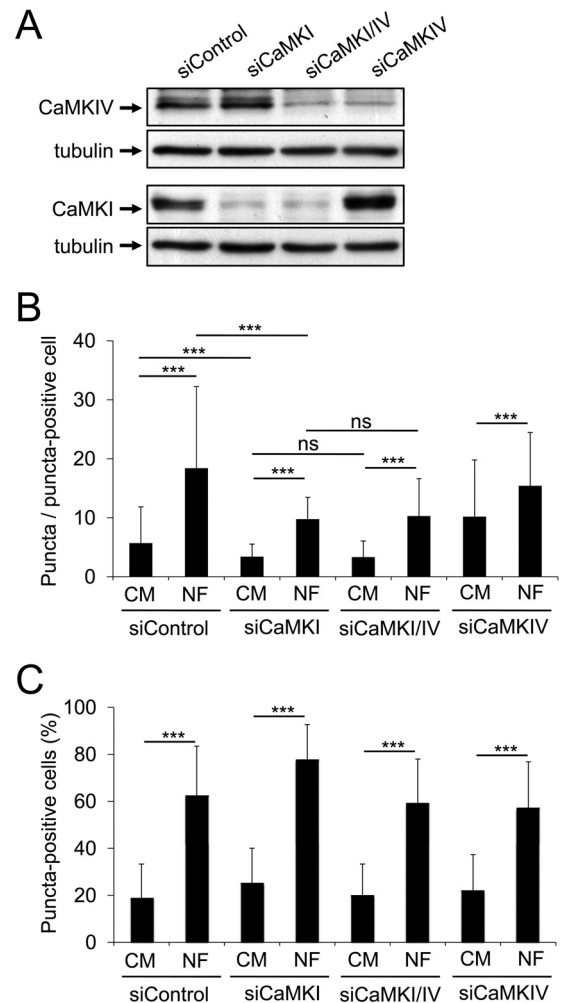 A
siControl siCaMKI siCaMKI/IV siCaMKIV
CaMKIV
tubulin
CaMKI
tubulin
B
Puncta / puncta-positive cell
40
30
20
10
0
***
***
***
***
ns
ns
***
***
***
CM NF CM NF CM NF CM NF
siControl siCaMKI siCaMKI/IV siCaMKIV
C
Puncta-positive cells (%)
100
80
60
40
20
0
***
***
***
***
CM NF CM NF CM NF CM NF
siControl siCaMKI siCaMKI/IV siCaMKIV